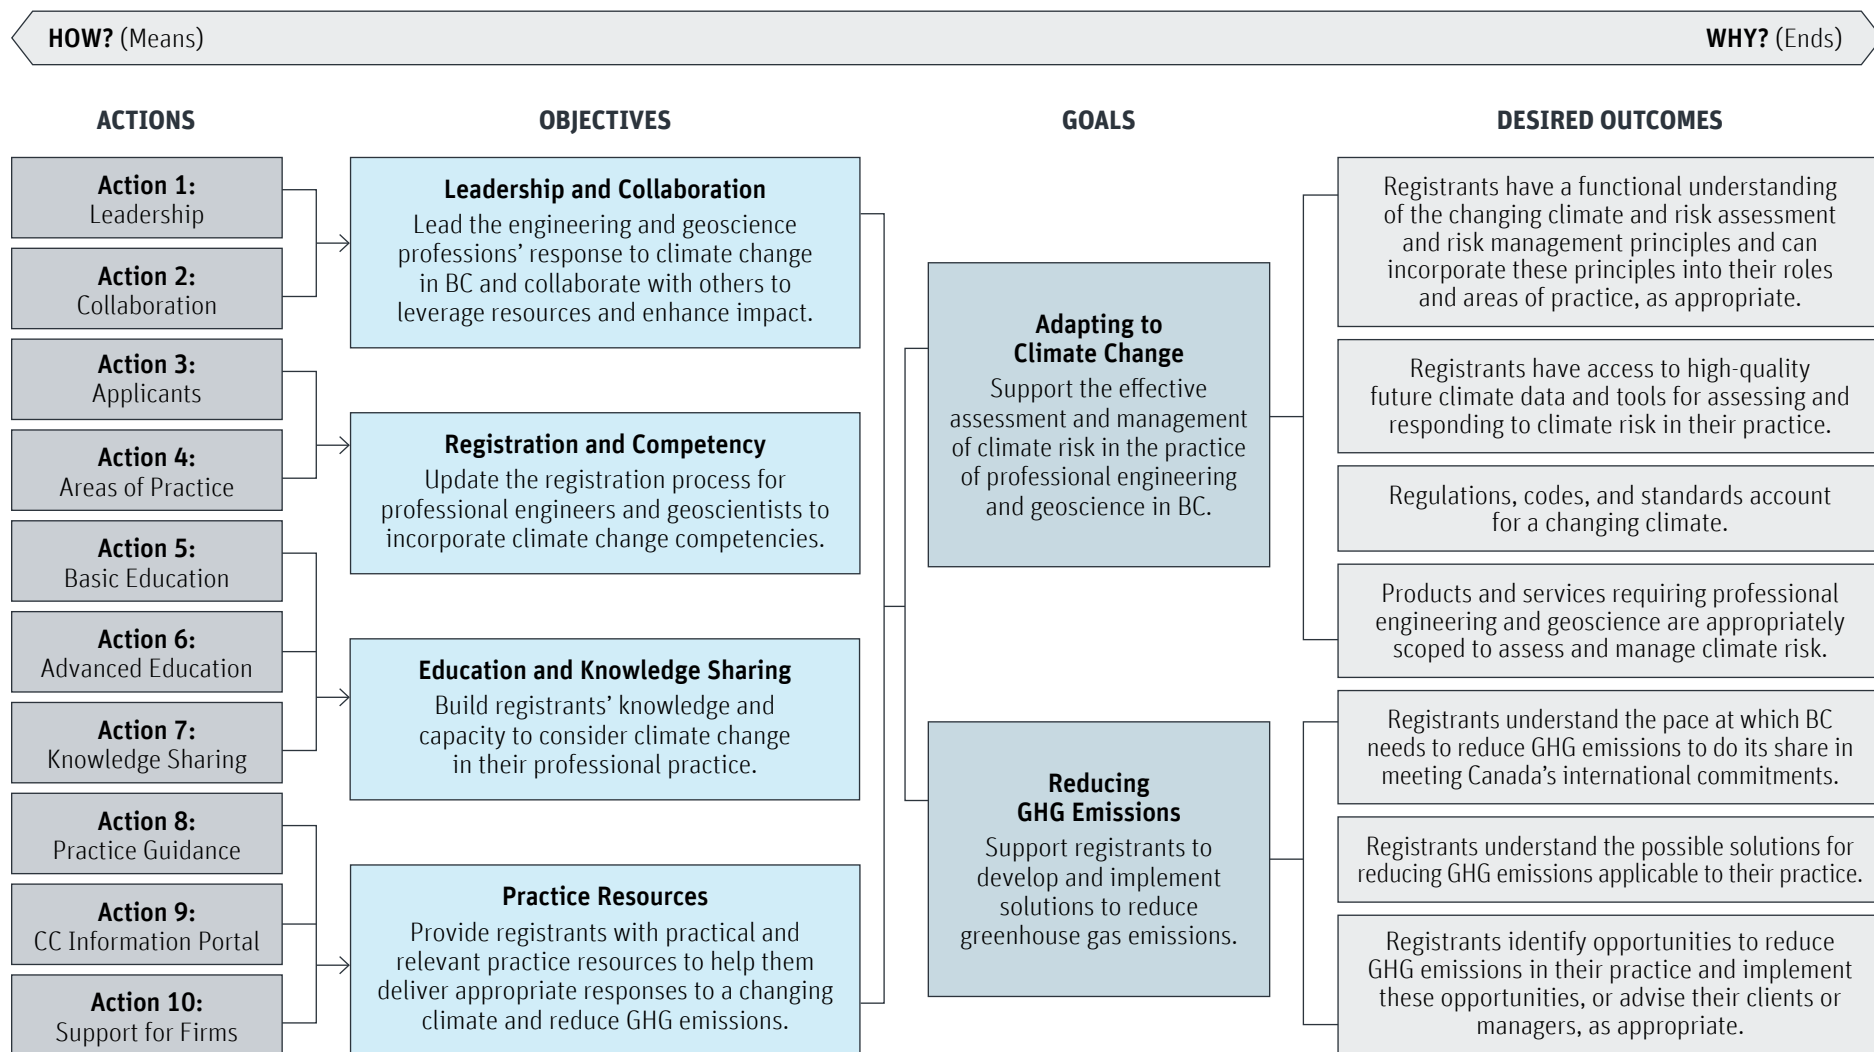 HOW? (Means)
WHY? (Ends)
ACTIONS
OBJECTIVES
GOALS
DESIRED OUTCOMES
Action 1:
Leadership
Action 2:
Collaboration
Action 3:
Applicants
Action 4:
Areas of Practice
Action 5:
Basic Education
Action 6:
Advanced Education
Action 7:
Knowledge Sharing
Action 8:
Practice Guidance
Action 9:
CC Information Portal
Action 10:
Support for Firms
Leadership and Collaboration
Lead the engineering and geoscience
professions’ response to climate change
in BC and collaborate with others to
leverage resources and enhance impact.
Registration and Competency
Update the registration process for
professional engineers and geoscientists to
incorporate climate change competencies.
Education and Knowledge Sharing
Build registrants’ knowledge and
capacity to consider climate change
in their professional practice.
Practice Resources
Provide registrants with practical and
relevant practice resources to help them
deliver appropriate responses to a changing
climate and reduce GHG emissions.
Adapting to
Climate Change
Support the effective
assessment and management
of climate risk in the practice
of professional engineering
and geoscience in BC.
Reducing
GHG Emissions
Support registrants to
develop and implement
solutions to reduce
greenhouse gas emissions.
Registrants have a functional understanding
of the changing climate and risk assessment
and risk management principles and can
incorporate these principles into their roles
and areas of practice, as appropriate.
Registrants have access to high-quality
future climate data and tools for assessing and
responding to climate risk in their practice.
Regulations, codes, and standards account
for a changing climate.
Products and services requiring professional
engineering and geoscience are appropriately
scoped to assess and manage climate risk.
Registrants understand the pace at which BC
needs to reduce GHG emissions to do its share in
meeting Canada’s international commitments.
Registrants understand the possible solutions for
reducing GHG emissions applicable to their practice.
Registrants identify opportunities to reduce
GHG emissions in their practice and implement
these opportunities, or advise their clients or
managers, as appropriate.